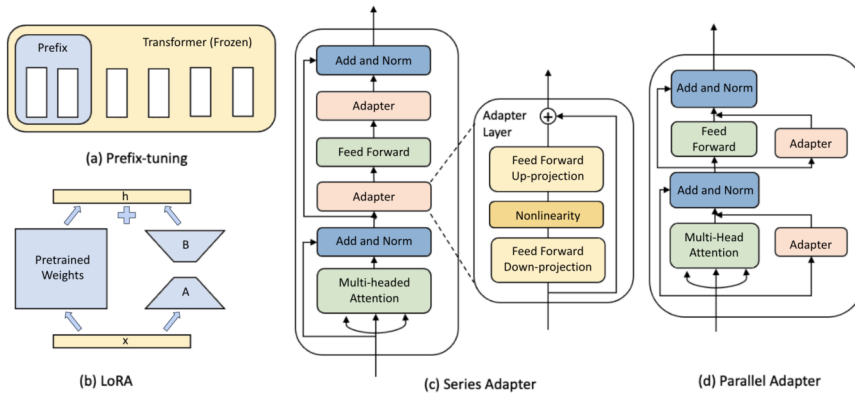 Prefix
Transformer (Frozen)
(a) Prefix-tuning
h
Pretrained
Weights
B
A
x
(b) LoRA
Add and Norm
Adapter
Feed Forward
Adapter
Add and Norm
Multi-headed
Attention
Adapter
Layer
+
Feed Forward
Up-projection
Nonlinearity
Feed Forward
Down-projection
(c) Series Adapter
Add and Norm
Feed
Forward
Adapter
Add and Norm
Multi-Head
Attention
Adapter
(d) Parallel Adapter